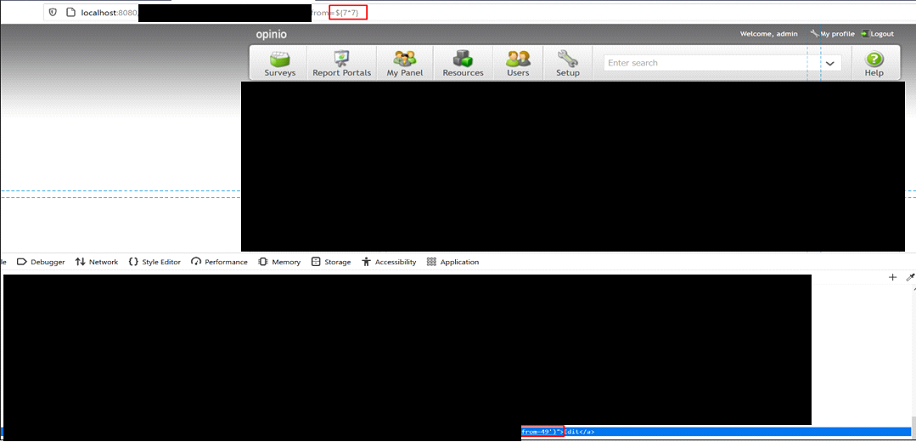 localhost:8080
from=${7*7}
opinio
Welcome, admin My profile Logout
Surveys Report Portals My Panel Resources Users Setup Enter search Help
le Debugger Network {} Style Editor Performance Memory Storage Accessibility Application
from=49'}">Edit</a>